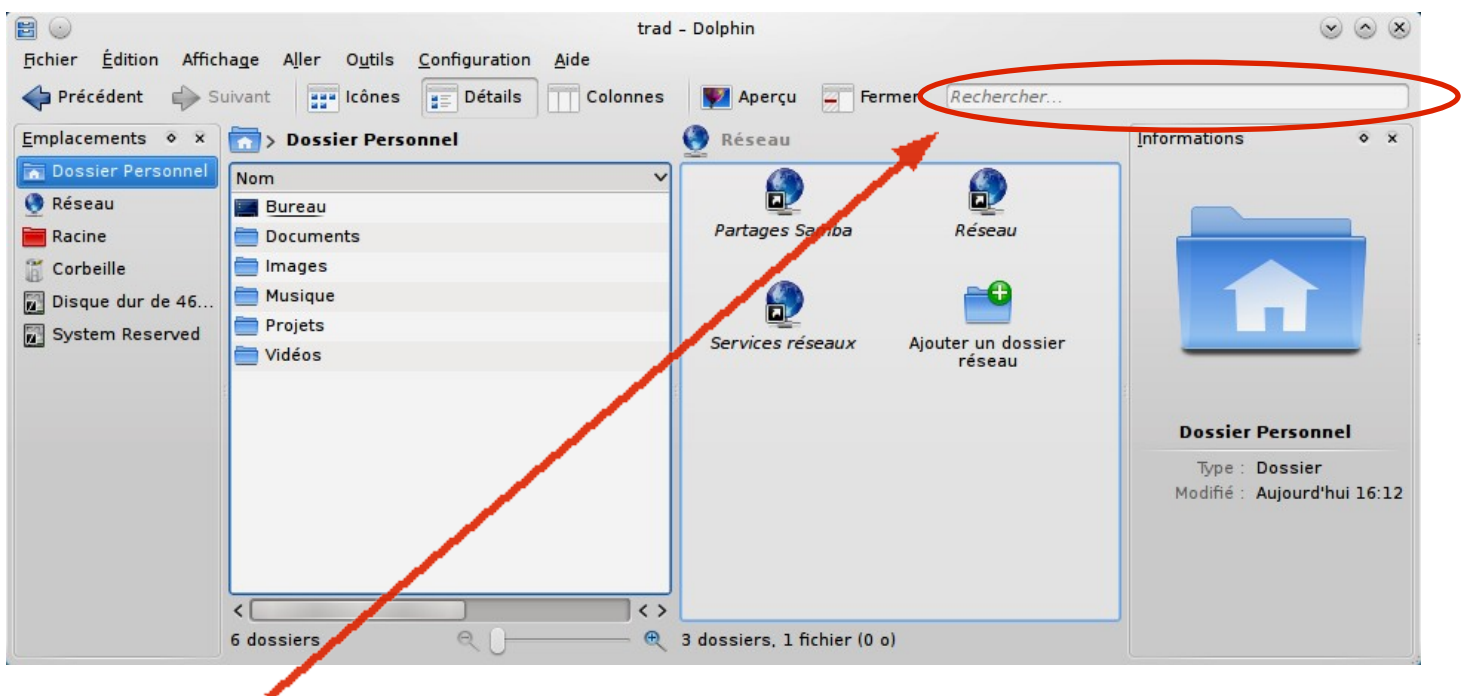 trad – Dolphin
Fichier Édition Affichage Aller Outils Configuration Aide
Précédent Suivant Icônes Détails Colonnes Aperçu Fermer Rechercher...
Emplacements
Dossier Personnel
Réseau
Racine
Corbeille
Disque dur de 46...
System Reserved
> Dossier Personnel
Nom
Bureau
Documents
Images
Musique
Projets
Vidéos
6 dossiers
Réseau
Partages Samba
Réseau
Services réseaux
Ajouter un dossier
réseau
3 dossiers, 1 fichier (0 o)
Informations
Dossier Personnel
Type : Dossier
Modifié : Aujourd'hui 16:12